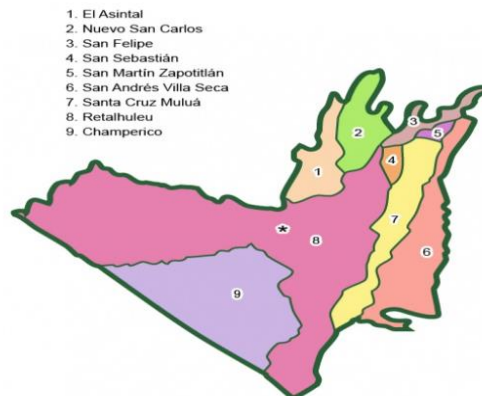 1. El Asintal
2. Nuevo San Carlos
3. San Felipe
4. San Sebastián
5. San Martín Zapotitlán
6. San Andrés Villa Seca
7. Santa Cruz Muluá
8. Retalhuleu
9. Champerico
3
2
5
4
1
7
*
8
6
9